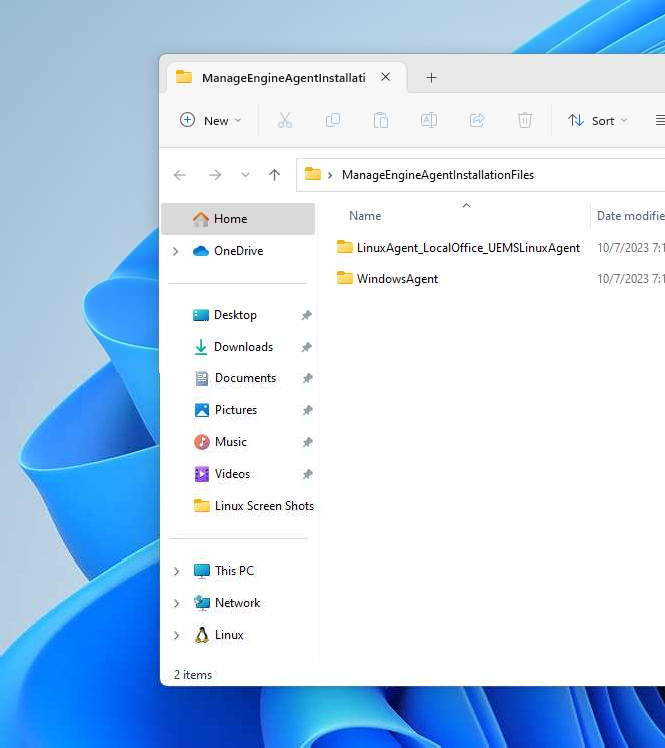 ManageEngineAgentInstallati
New
Sort
ManageEngineAgentInstallationFiles
Home
OneDrive
Desktop
Downloads
Documents
Pictures
Music
Videos
Linux Screen Shots
This PC
Network
Linux
Name Date modifie
LinuxAgent_LocalOffice_UEMSLinuxAgent 10/7/2023 7:1
WindowsAgent 10/7/2023 7:1
2 items